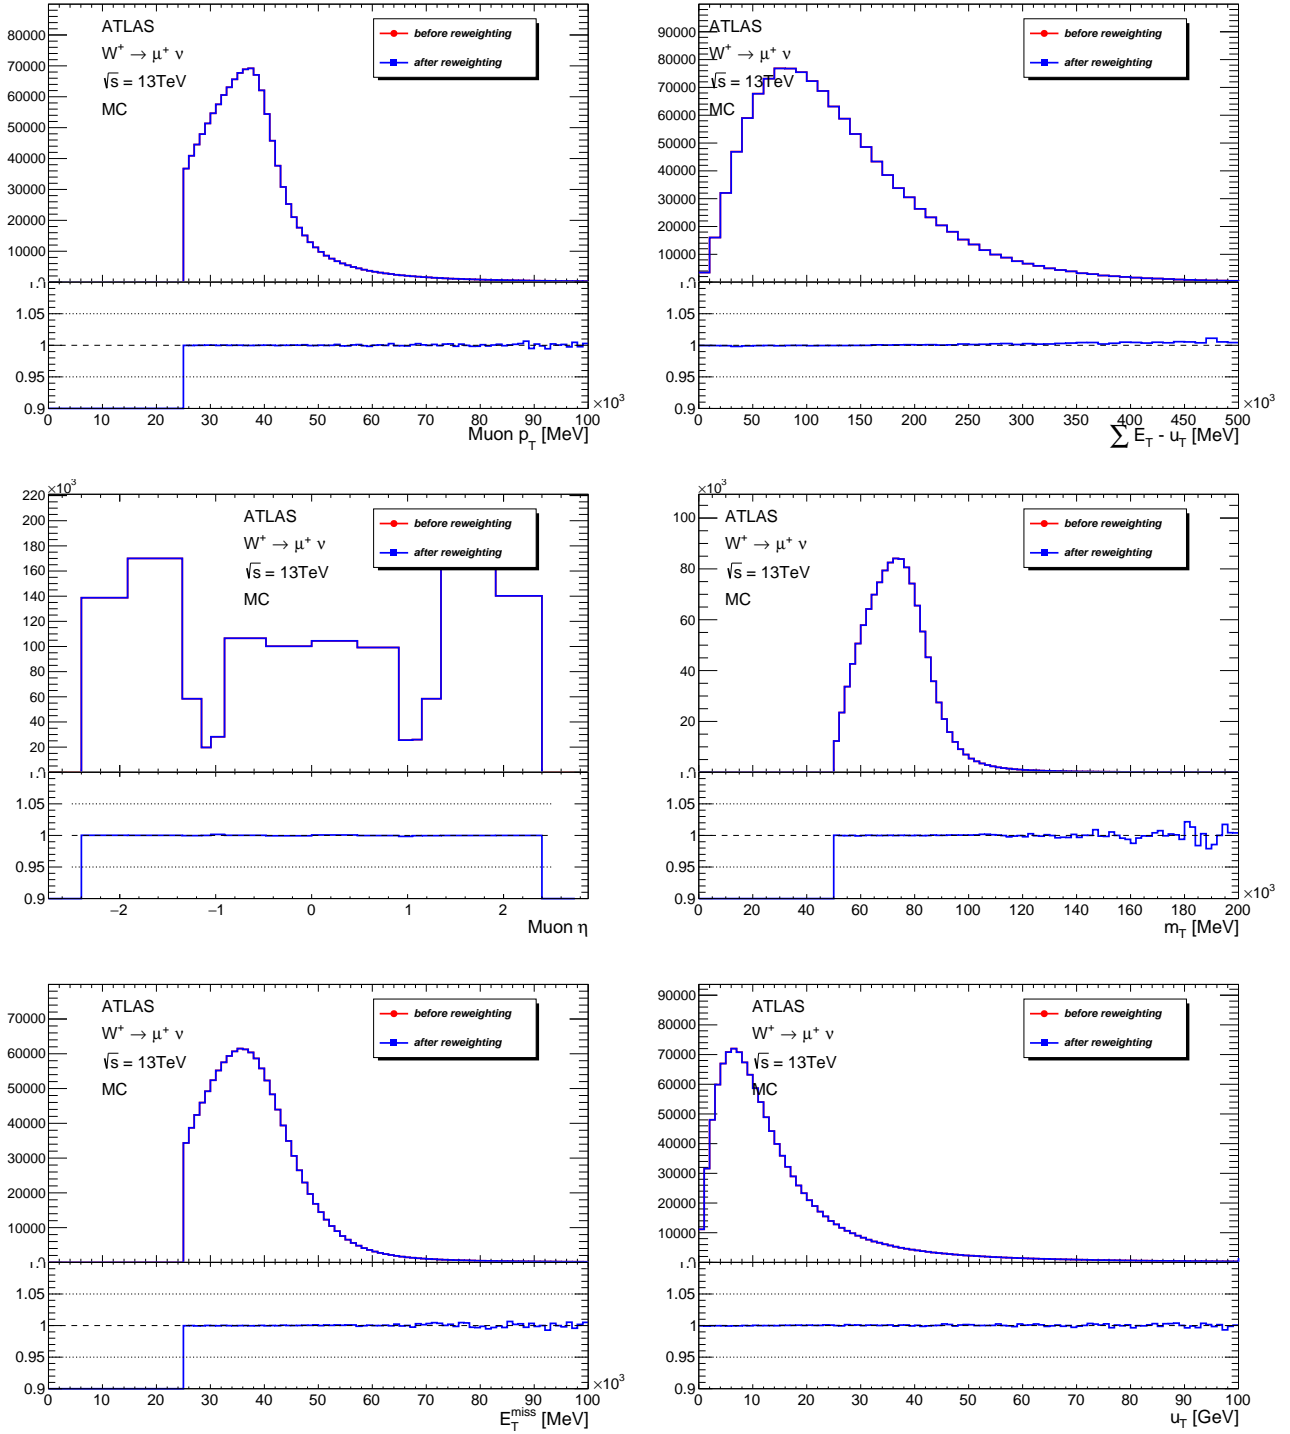 80000
70000
60000
50000
40000
30000
20000
10000
ATLAS
W+ → μ+ ν
√s = 13TeV
MC
before reweighting
after reweighting
1.05
1
0.95
0.9
0 10 20 30 40 50 60 70 80 90 100
×10³
Muon p_T [MeV]
90000
80000
70000
60000
50000
40000
30000
20000
10000
ATLAS
W+ → μ+ ν
√s = 13TeV
MC
before reweighting
after reweighting
1.05
1
0.95
0.9
0 50 100 150 200 250 300 350 400 450 500
×10³
∑ E_T - u_T [MeV]
×10³
220
200
180
160
140
120
100
80
60
40
20
ATLAS
W+ → μ+ ν
√s = 13TeV
MC
before reweighting
after reweighting
1.05
1
0.95
0.9
−2 −1 0 1 2
Muon η
×10³
100
80
60
40
20
0
ATLAS
W+ → μ+ ν
√s = 13TeV
MC
before reweighting
after reweighting
1.05
1
0.95
0.9
0 20 40 60 80 100 120 140 160 180 200
×10³
m_T [MeV]
70000
60000
50000
40000
30000
20000
10000
0
ATLAS
W+ → μ+ ν
√s = 13TeV
MC
before reweighting
after reweighting
1.05
1
0.95
0.9
0 10 20 30 40 50 60 70 80 90 100
×10³
E_T^miss [MeV]
90000
80000
70000
60000
50000
40000
30000
20000
10000
ATLAS
W+ → μ+ ν
√s = 13TeV
MC
before reweighting
after reweighting
1.05
1
0.95
0.9
0 10 20 30 40 50 60 70 80 90 100
u_T [GeV]